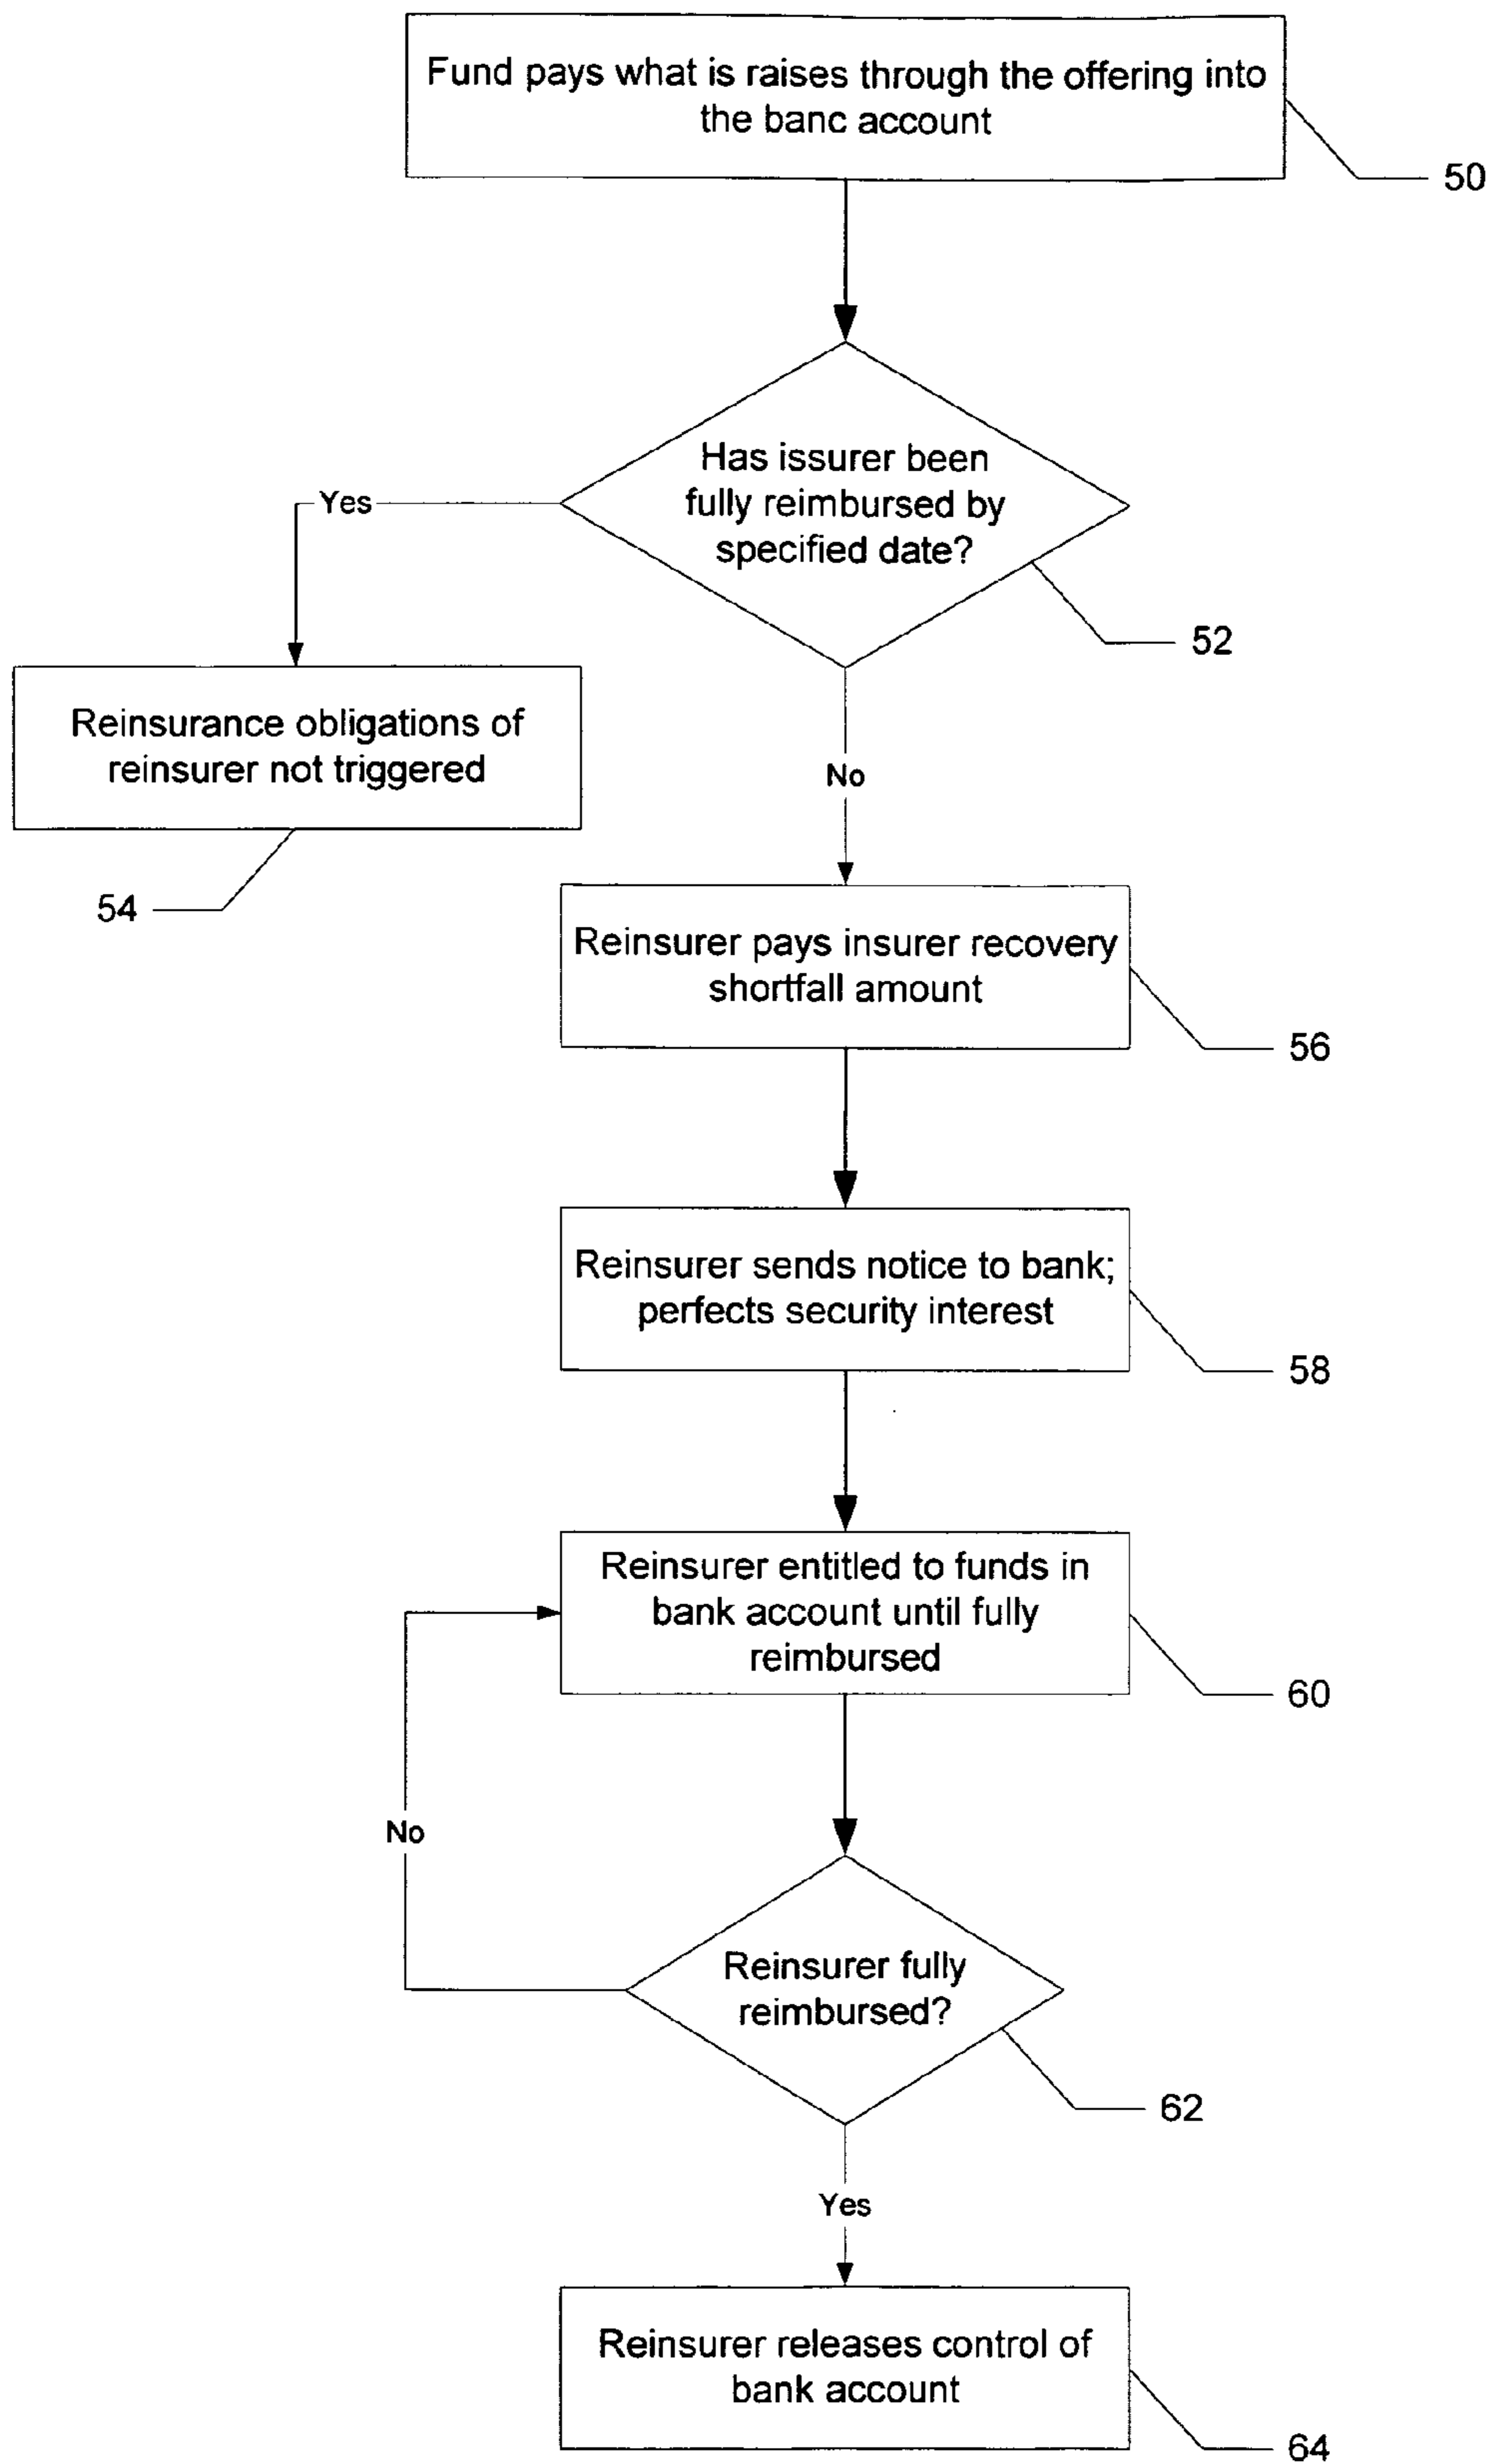 Fund pays what is raises through the offering into
the banc account
50
Has issurer been
fully reimbursed by
specified date?
Yes
52
Reinsurance obligations of
reinsurer not triggered
No
54
Reinsurer pays insurer recovery
shortfall amount
56
Reinsurer sends notice to bank;
perfects security interest
58
Reinsurer entitled to funds in
bank account until fully
reimbursed
60
No
Reinsurer fully
reimbursed?
62
Yes
Reinsurer releases control of
bank account
64